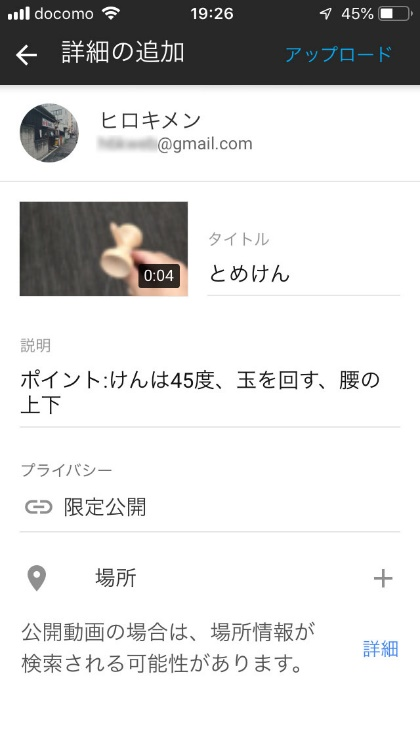 docomo 19:26 45%
詳細の追加 アップロード
ヒロキメン
@gmail.com
タイトル
とめけん
0:04
説明
ポイント:けんは45度、玉を回す、腰の
上下
プライバシー
限定公開
場所
公開動画の場合は、場所情報が
検索される可能性があります。
詳細